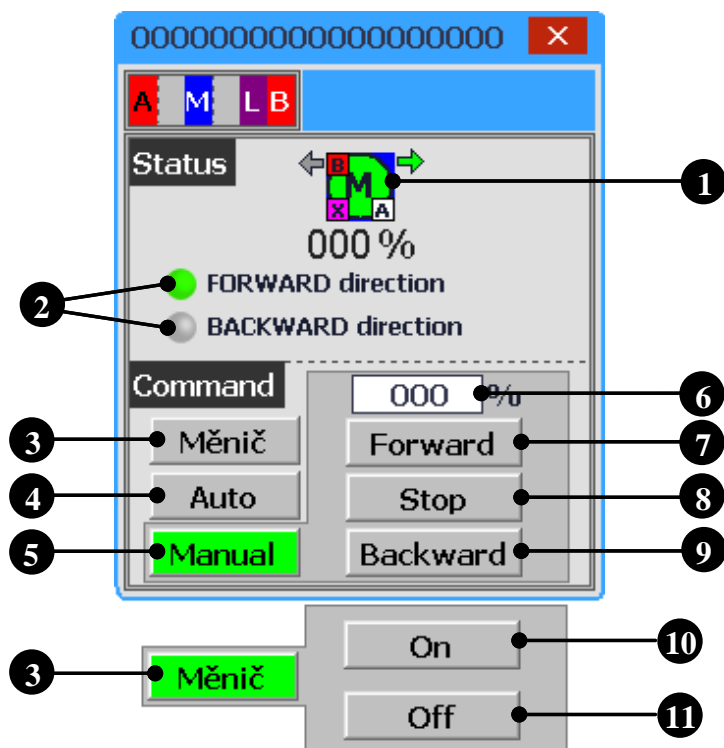 0000000000000000000 ×
A M L B
Status
B M X A
1
000 %
2 FORWARD direction
BACKWARD direction
Command
000 % 6
3 Měnič Forward 7
4 Auto Stop 8
5 Manual Backward 9
On 10
3 Měnič
Off 11